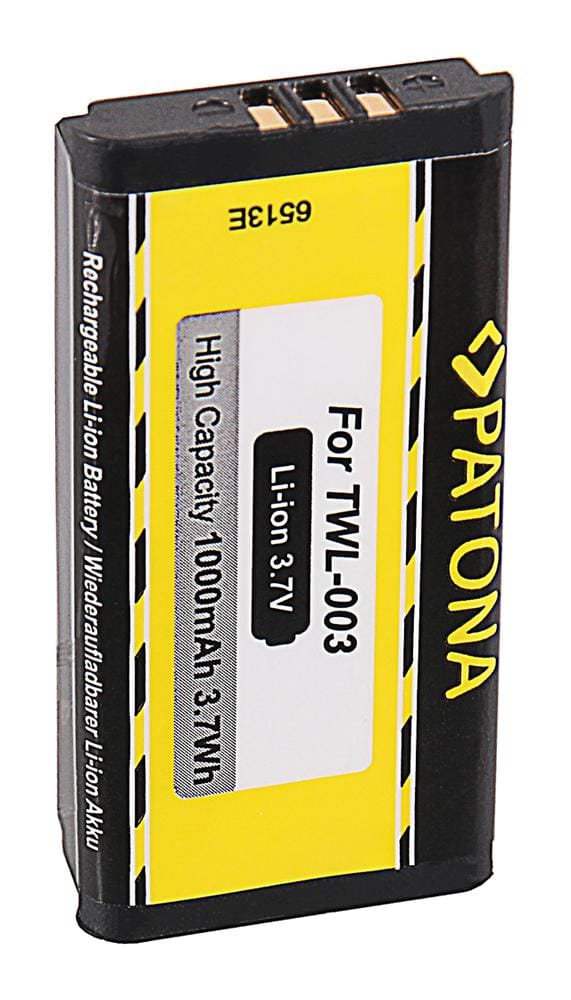 PATONA
For TWL-003
Li-ion 3.7V
High Capacity 1000mAh 3.7Wh
Rechargeable Li-ion Battery / Wiederaufladbarer Li-ion Akku
6513E